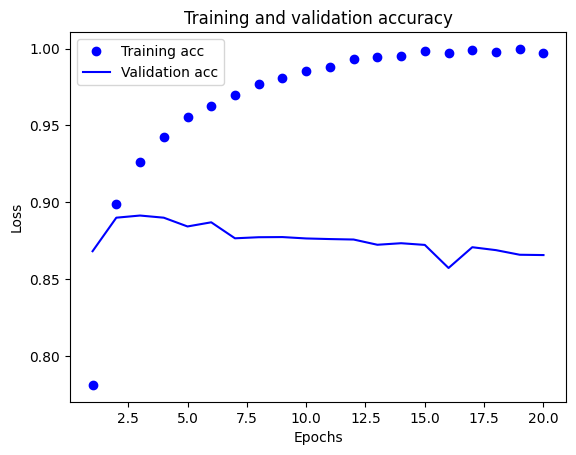 Training and validation accuracy
1.00
Training acc
Validation acc
0.95
0.90
Loss
0.85
0.80
2.5 5.0 7.5 10.0 12.5 15.0 17.5 20.0
Epochs